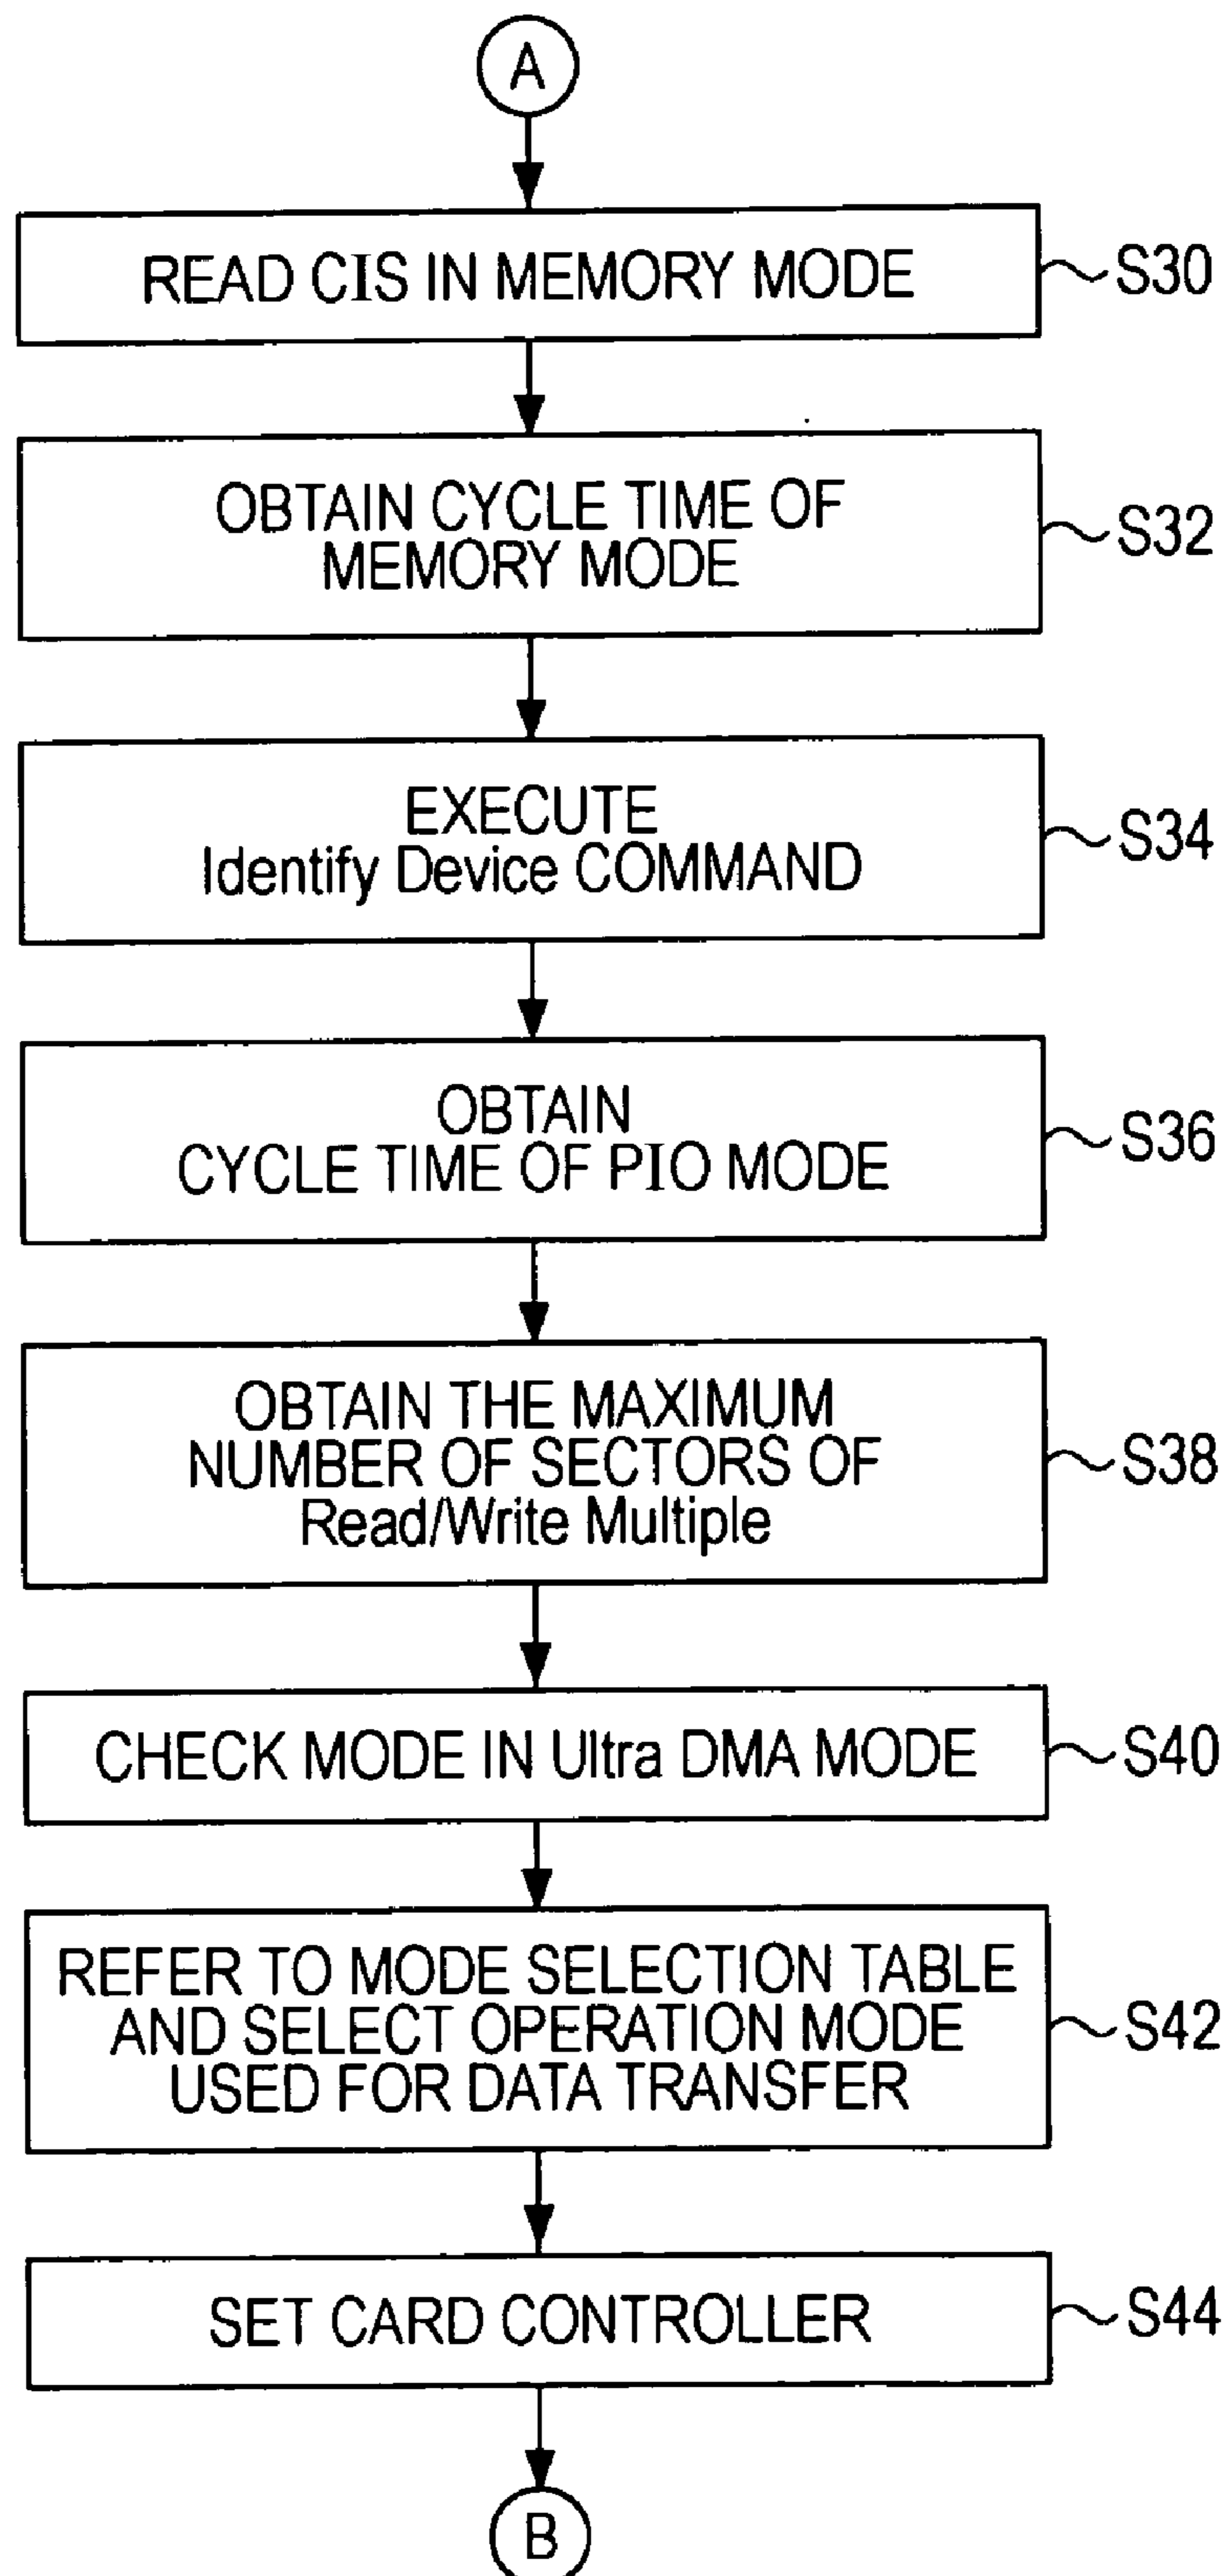 A
READ CIS IN MEMORY MODE
S30
OBTAIN CYCLE TIME OF
MEMORY MODE
S32
EXECUTE
Identify Device COMMAND
S34
OBTAIN
CYCLE TIME OF PIO MODE
S36
OBTAIN THE MAXIMUM
NUMBER OF SECTORS OF
Read/Write Multiple
S38
CHECK MODE IN Ultra DMA MODE
S40
REFER TO MODE SELECTION TABLE
AND SELECT OPERATION MODE
USED FOR DATA TRANSFER
S42
SET CARD CONTROLLER
S44
B